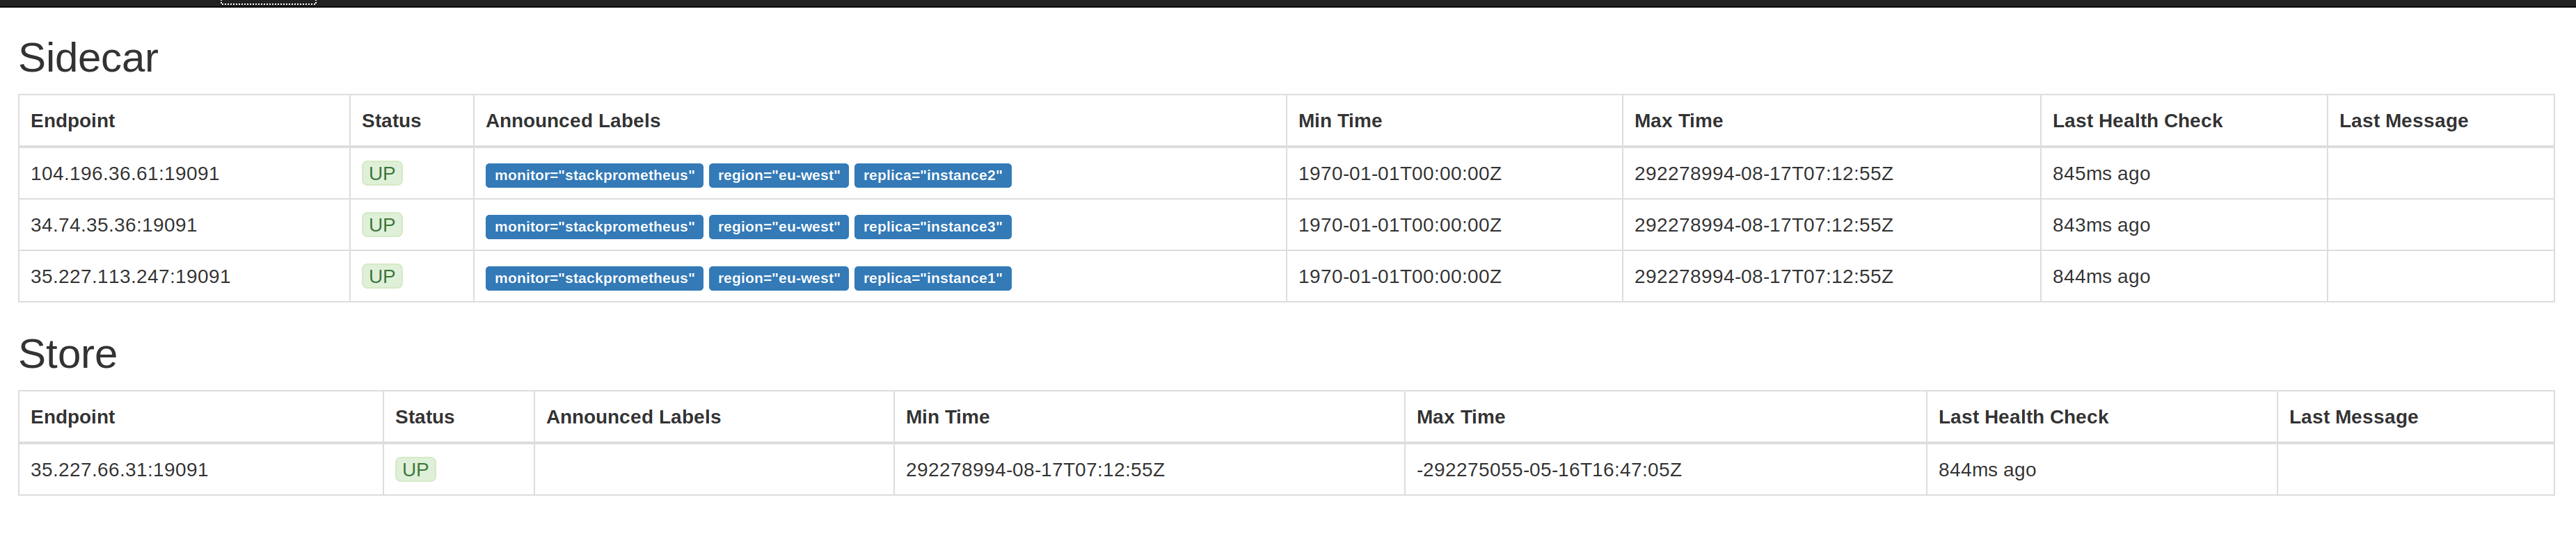 Sidecar
Endpoint Status Announced Labels Min Time Max Time Last Health Check Last Message
104.196.36.61:19091 UP monitor="stackprometheus" region="eu-west" replica="instance2" 1970-01-01T00:00:00Z 292278994-08-17T07:12:55Z 845ms ago
34.74.35.36:19091 UP monitor="stackprometheus" region="eu-west" replica="instance3" 1970-01-01T00:00:00Z 292278994-08-17T07:12:55Z 843ms ago
35.227.113.247:19091 UP monitor="stackprometheus" region="eu-west" replica="instance1" 1970-01-01T00:00:00Z 292278994-08-17T07:12:55Z 844ms ago
Store
Endpoint Status Announced Labels Min Time Max Time Last Health Check Last Message
35.227.66.31:19091 UP 292278994-08-17T07:12:55Z -292275055-05-16T16:47:05Z 844ms ago